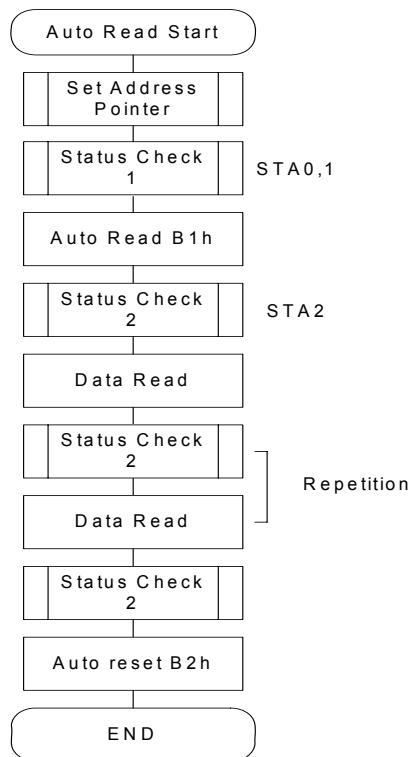 Auto Read Start
Set Address
Pointer
Status Check
1
STA0,1
Auto Read B1h
Status Check
2
STA2
Data Read
Status Check
2
Repetition
Data Read
Status Check
2
Auto reset B2h
END